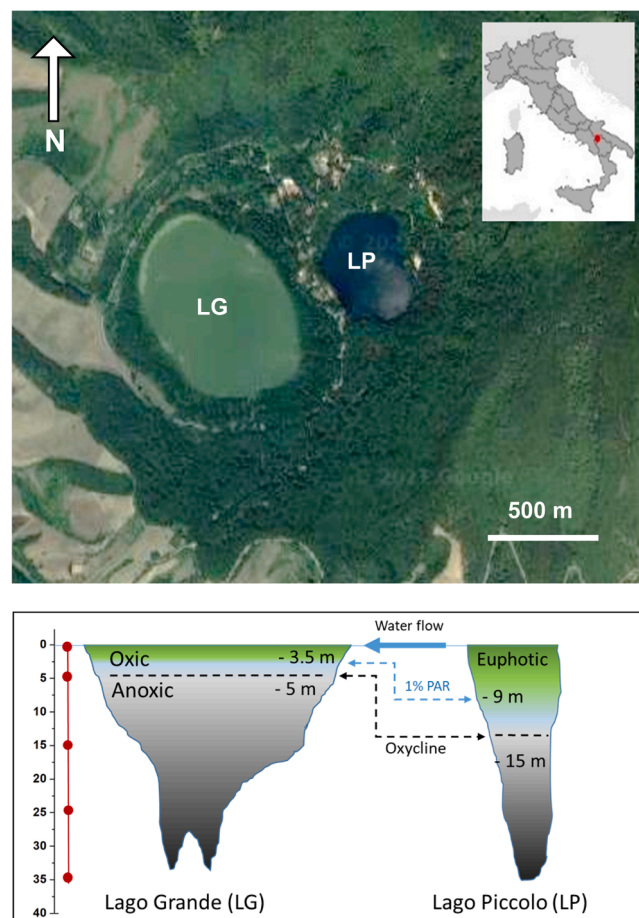 N
LG
LP
© 2023 Google
500 m
Water flow
0
5
10
15
20
25
30
35
40
Oxic
- 3.5 m
Anoxic
- 5 m
1% PAR
Oxycline
Euphotic
- 9 m
- 15 m
Lago Grande (LG)
Lago Piccolo (LP)